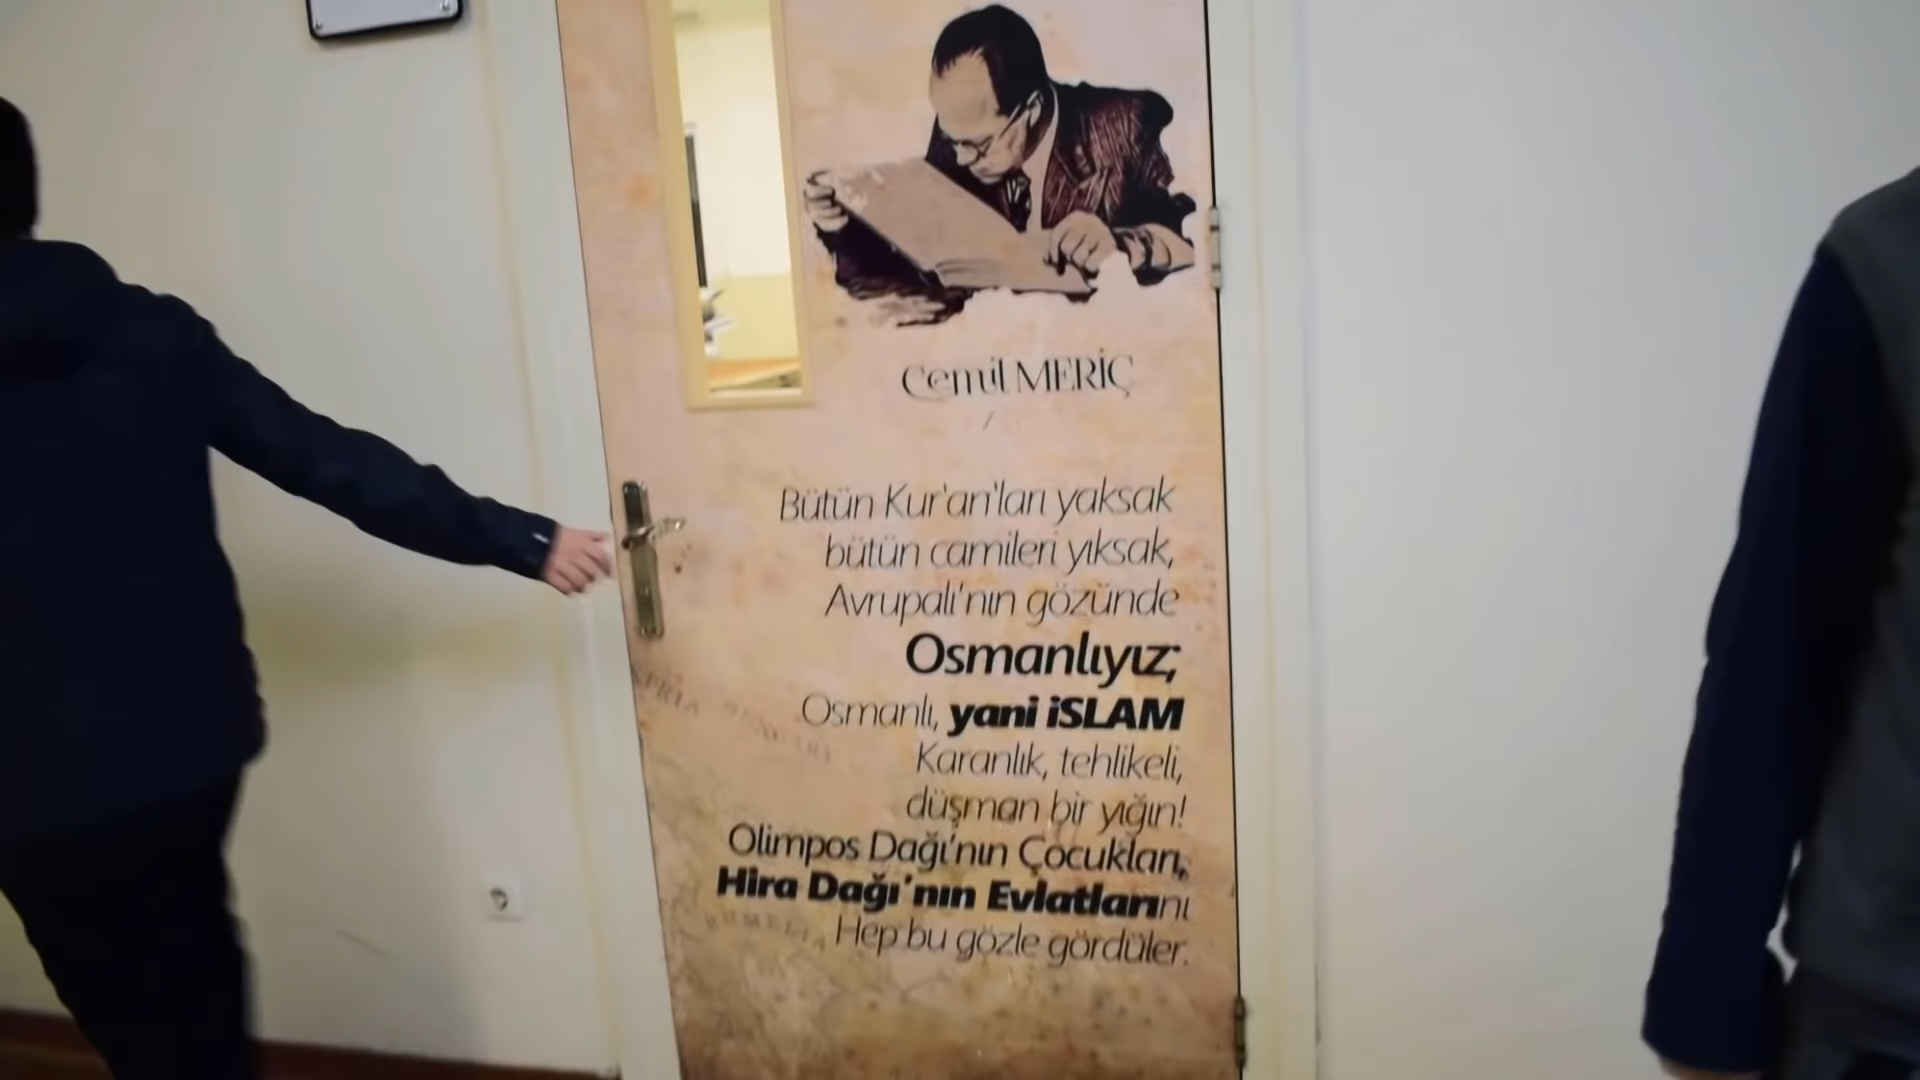 Cemil MERİÇ
Bütün Kur'an'ları yaksak
bütün camileri yıksak,
Avrupalı'nın gözünde
Osmanlıyız;
Osmanlı, yani iSLAM
Karanlık, tehlikeli,
düşman bir yığın!
Olimpos Dağı'nın Çocukları,
Hira Dağı'nın Evlatlarını
Hep bu gözle gördüler.